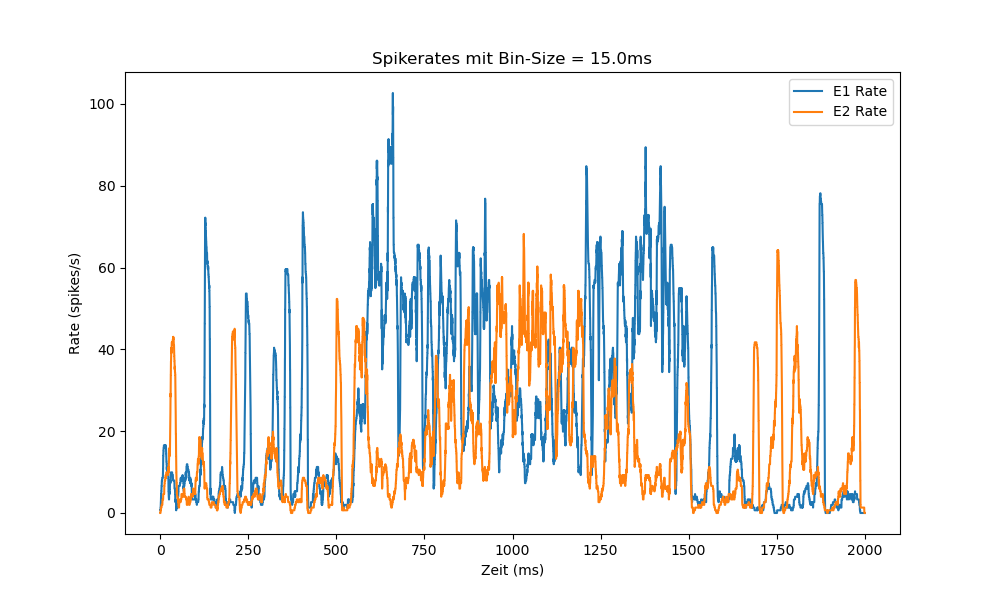 Spikerates mit Bin-Size = 15.0ms
E1 Rate
E2 Rate
Rate (spikes/s)
100
80
60
40
20
0
0 250 500 750 1000 1250 1500 1750 2000
Zeit (ms)